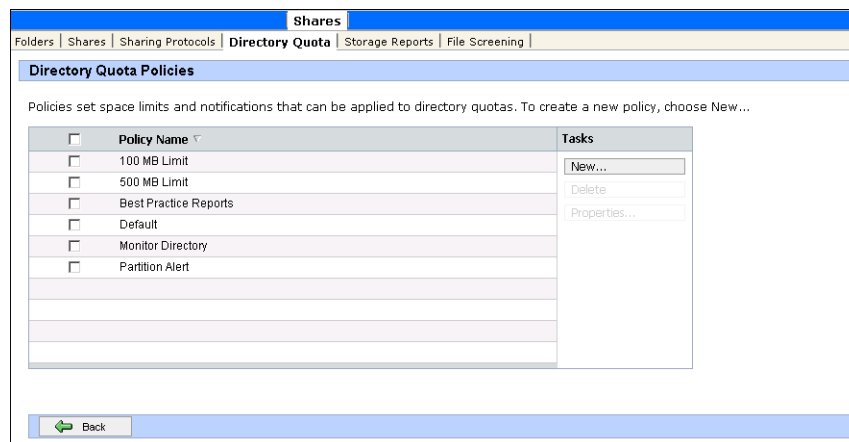 Shares
Folders | Shares | Sharing Protocols | Directory Quota | Storage Reports | File Screening |
Directory Quota Policies
Policies set space limits and notifications that can be applied to directory quotas. To create a new policy, choose New...
Policy Name
Tasks
100 MB Limit
New...
500 MB Limit
Delete
Best Practice Reports
Properties...
Default
Monitor Directory
Partition Alert
Back